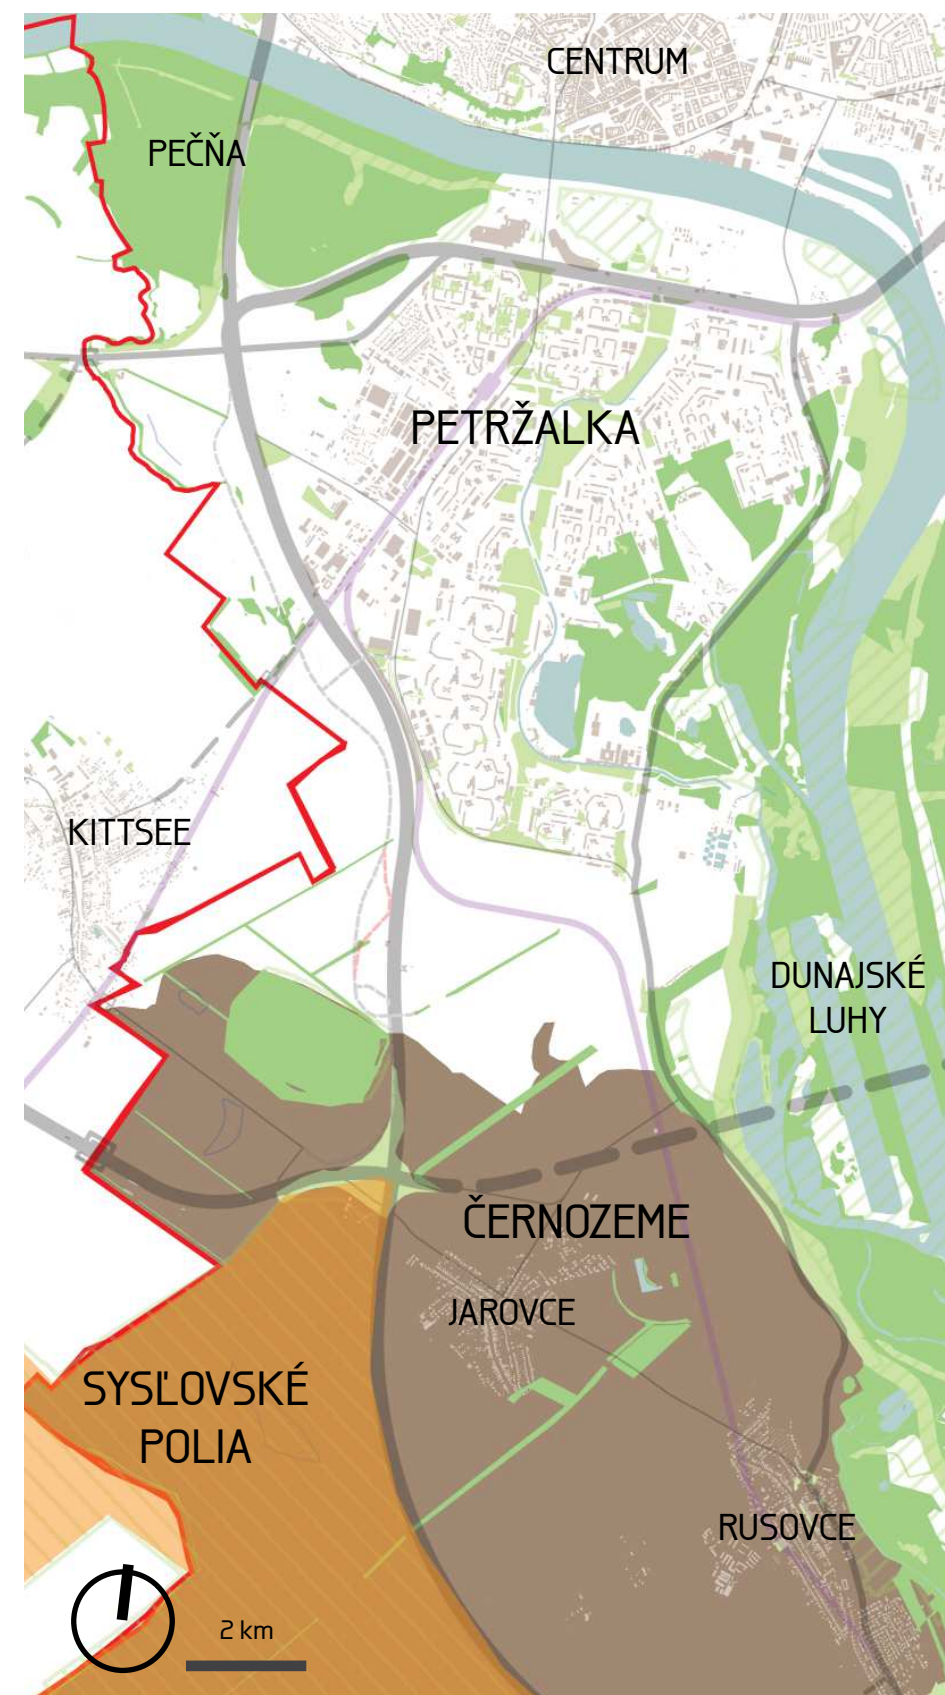 CENTRUM
PEČŇA
PETRŽALKA
KITTSEE
DUNAJSKÉ
LUHY
ČERNOZEME
JAROVCE
SYSĽOVSKÉ
POLIA
RUSOVCE
2 km